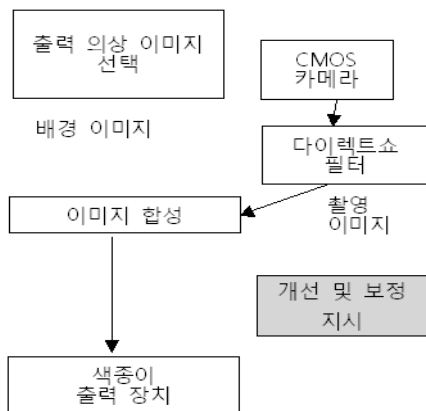 출력 의상 이미지
선택
CMOS
카메라
배경 이미지
다이렉트쇼
필터
이미지 합성
촬영
이미지
개선 및 보정
지시
색종이
출력 장치